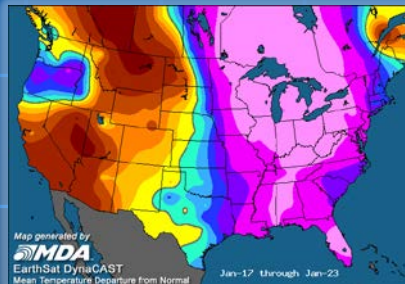 Map generated by
MDA
EarthSat DynaCAST
Mean Temperature Departure from Normal
Jan-17 through Jan-23